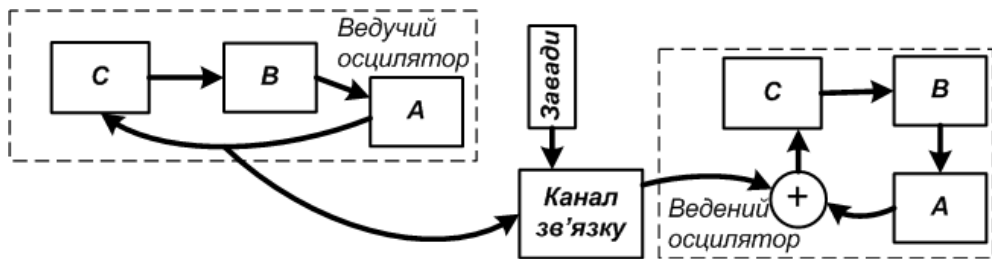 Ведучий
осцилятор
C
B
A
Завади
Канал
зв’язку
C
B
+
A
Ведений
осцилятор